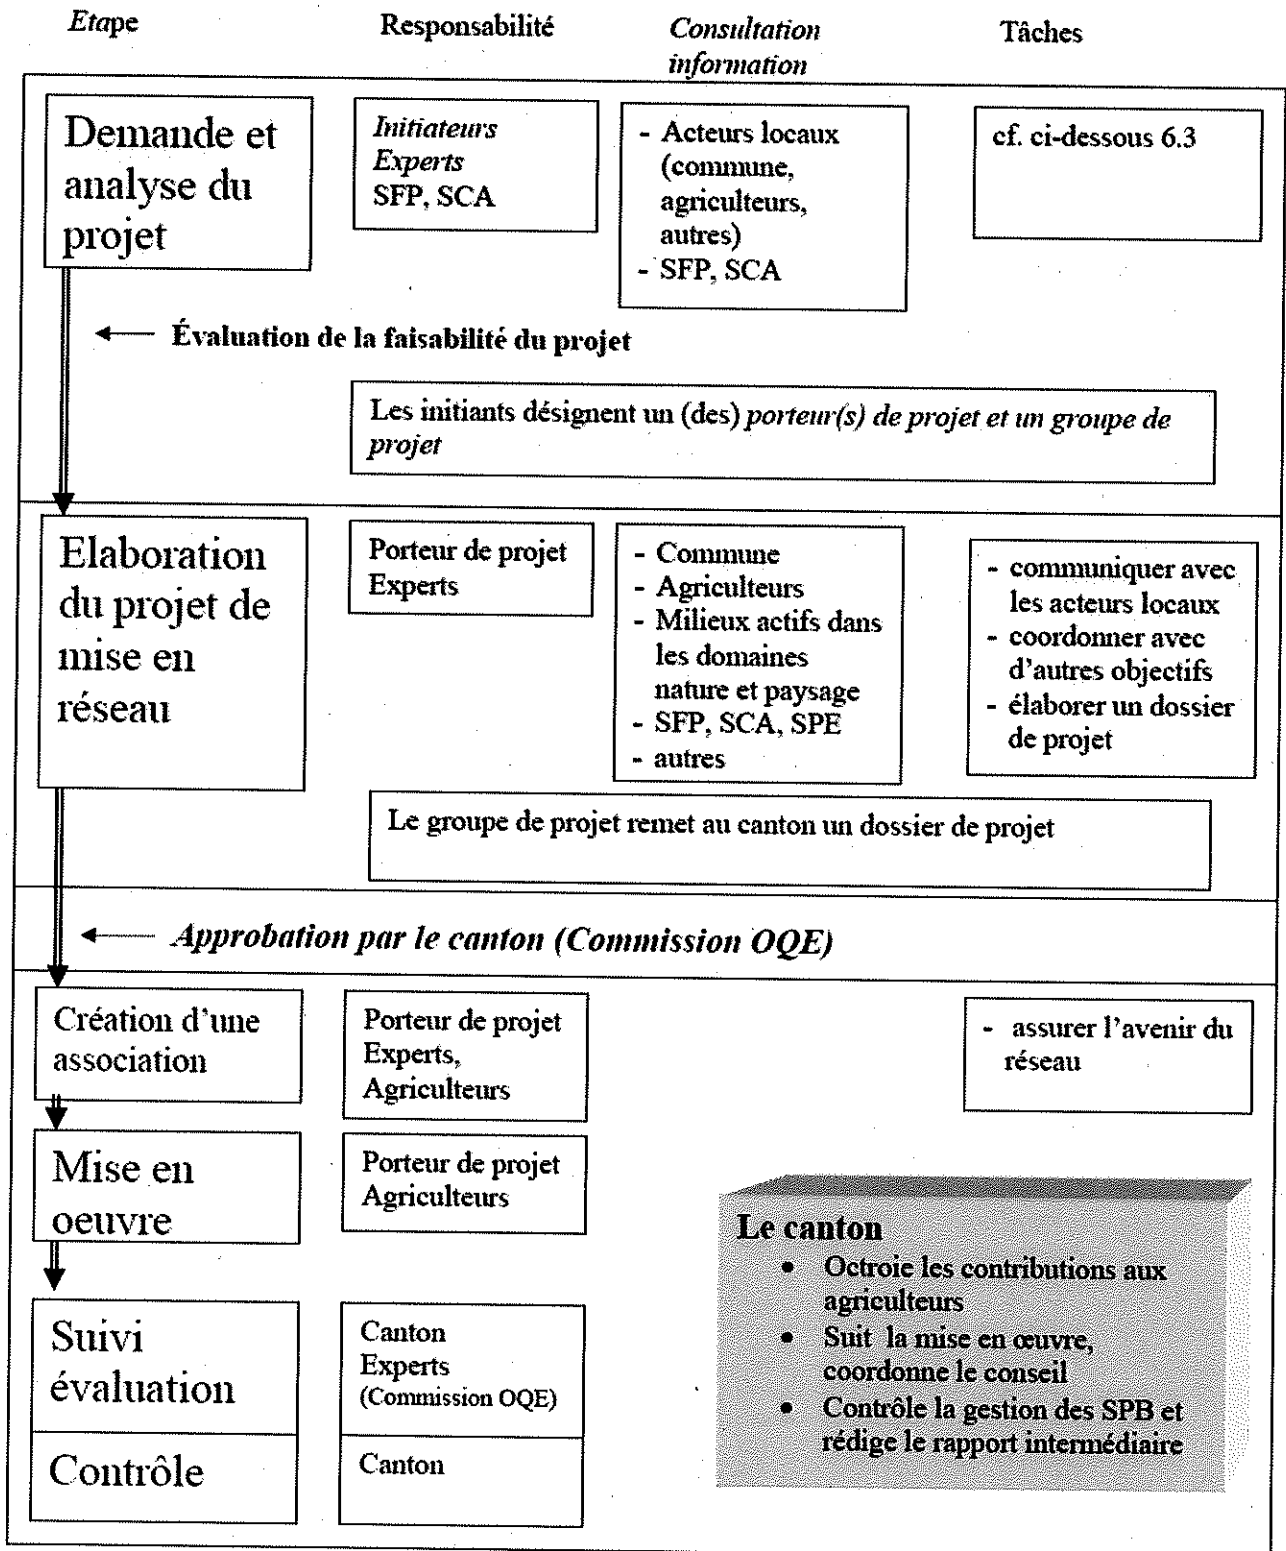 Etape
Responsabilité
Consultation
information
Tâches
Demande et
analyse du
projet
Initiateurs
Experts
SFP, SCA
- Acteurs locaux
(commune,
agriculteurs,
autres)
- SFP, SCA
cf. ci-dessous 6.3
Évaluation de la faisabilité du projet
Les initiants désignent un (des) porteur(s) de projet et un groupe de
projet
Elaboration
du projet de
mise en
réseau
Porteur de projet
Experts
- Commune
- Agriculteurs
- Milieux actifs dans
les domaines
nature et paysage
- SFP, SCA, SPE
- autres
- communiquer avec
les acteurs locaux
- coordonner avec
d'autres objectifs
- élaborer un dossier
de projet
Le groupe de projet remet au canton un dossier de projet
Approbation par le canton (Commission OQE)
Création d'une
association
Porteur de projet
Experts,
Agriculteurs
- assurer l'avenir du
réseau
Mise en
oeuvre
Porteur de projet
Agriculteurs
Le canton
• Octroie les contributions aux
agriculteurs
• Suit la mise en œuvre,
coordonne le conseil
• Contrôle la gestion des SPB et
rédige le rapport intermédiaire
Suivi
évaluation
Canton
Experts
(Commission OQE)
Contrôle
Canton